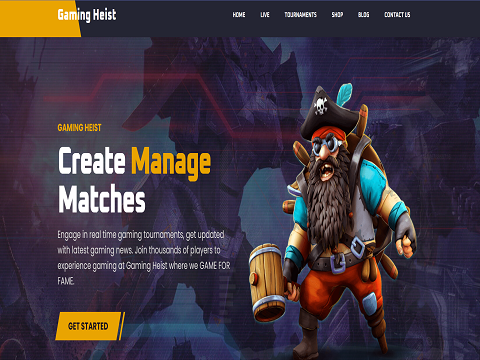 Gaming Heist
HOME LIVE TOURNAMENTS SHOP BLOG CONTACT US
GAMING HEIST
Create Manage
Matches
Engage in real time gaming tournaments, get updated
with latest gaming news. Join thousands of players to
experience gaming at Gaming Heist where we GAME FOR
FAME.
GET STARTED